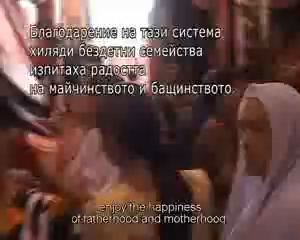 Благодарение на тази система
хиляди бездетни семейства
изпитаха радостта
на майчинството и бащинството.
enjoy the happiness
of fatherhood and motherhood